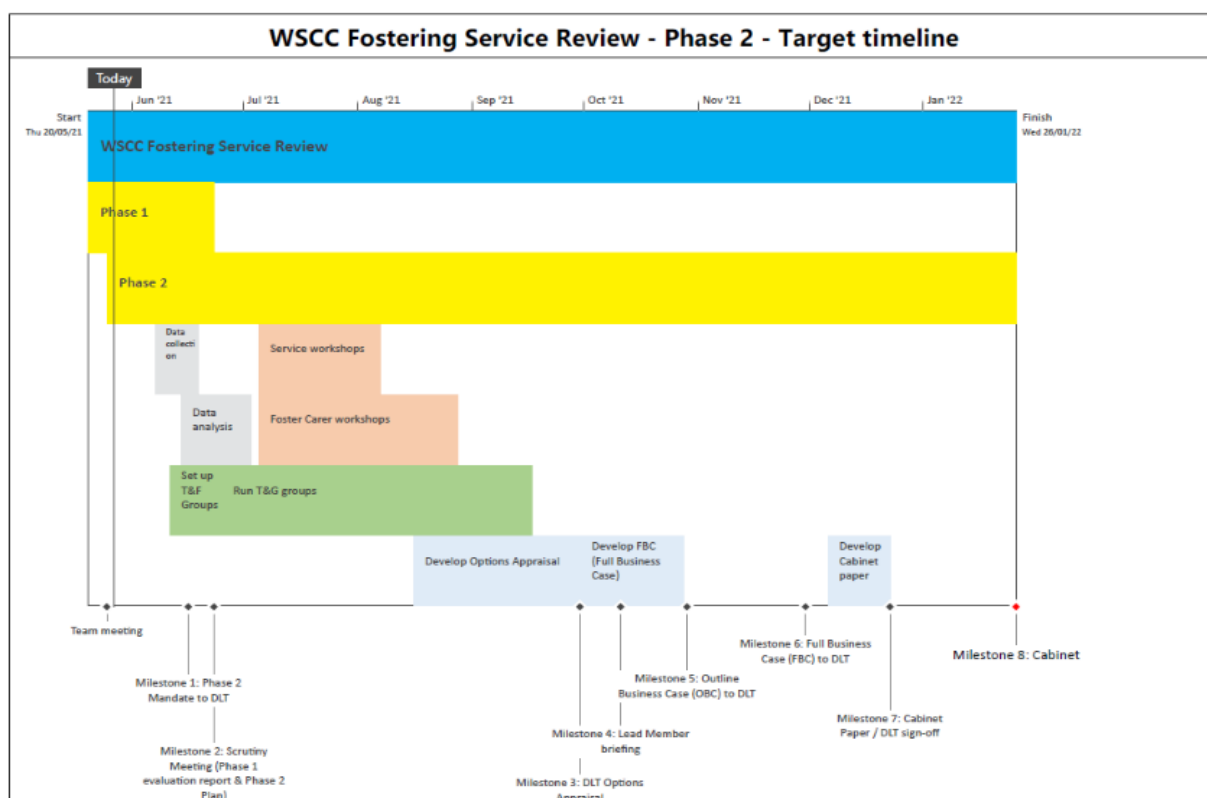 WSCC Fostering Service Review - Phase 2 - Target timeline
Today
Jun '21
Jul '21
Aug '21
Sep '21
Oct '21
Nov '21
Dec '21
Jan '22
Start
Thu 20/05/21
Finish
Wed 26/01/22
WSCC Fostering Service Review
Phase 1
Phase 2
Data
collecti
on
Service workshops
Data
analysis
Foster Carer workshops
Set up
T&F
Groups
Run T&G groups
Develop Options Appraisal
Develop FBC
(Full Business
Case)
Develop
Cabinet
paper
Team meeting
Milestone 1: Phase 2
Mandate to DLT
Milestone 2: Scrutiny
Meeting (Phase 1
evaluation report & Phase 2
Plan)
Milestone 3: DLT Options
Appraisal
Milestone 4: Lead Member
briefing
Milestone 5: Outline
Business Case (OBC) to DLT
Milestone 6: Full Business
Case (FBC) to DLT
Milestone 7: Cabinet
Paper / DLT sign-off
Milestone 8: Cabinet